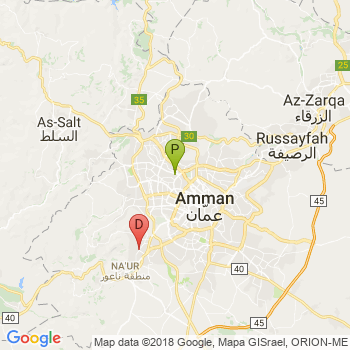 35
25
Az-Zarqa
الزرقاء
As-Salt
السلط
30
Russayfah
الرصيفة
P
Amman
عمان
45
D
NA'UR
منطقة ناعور
40
40
45
Google
Map data ©2018 Google, Mapa GISrael, ORION-ME